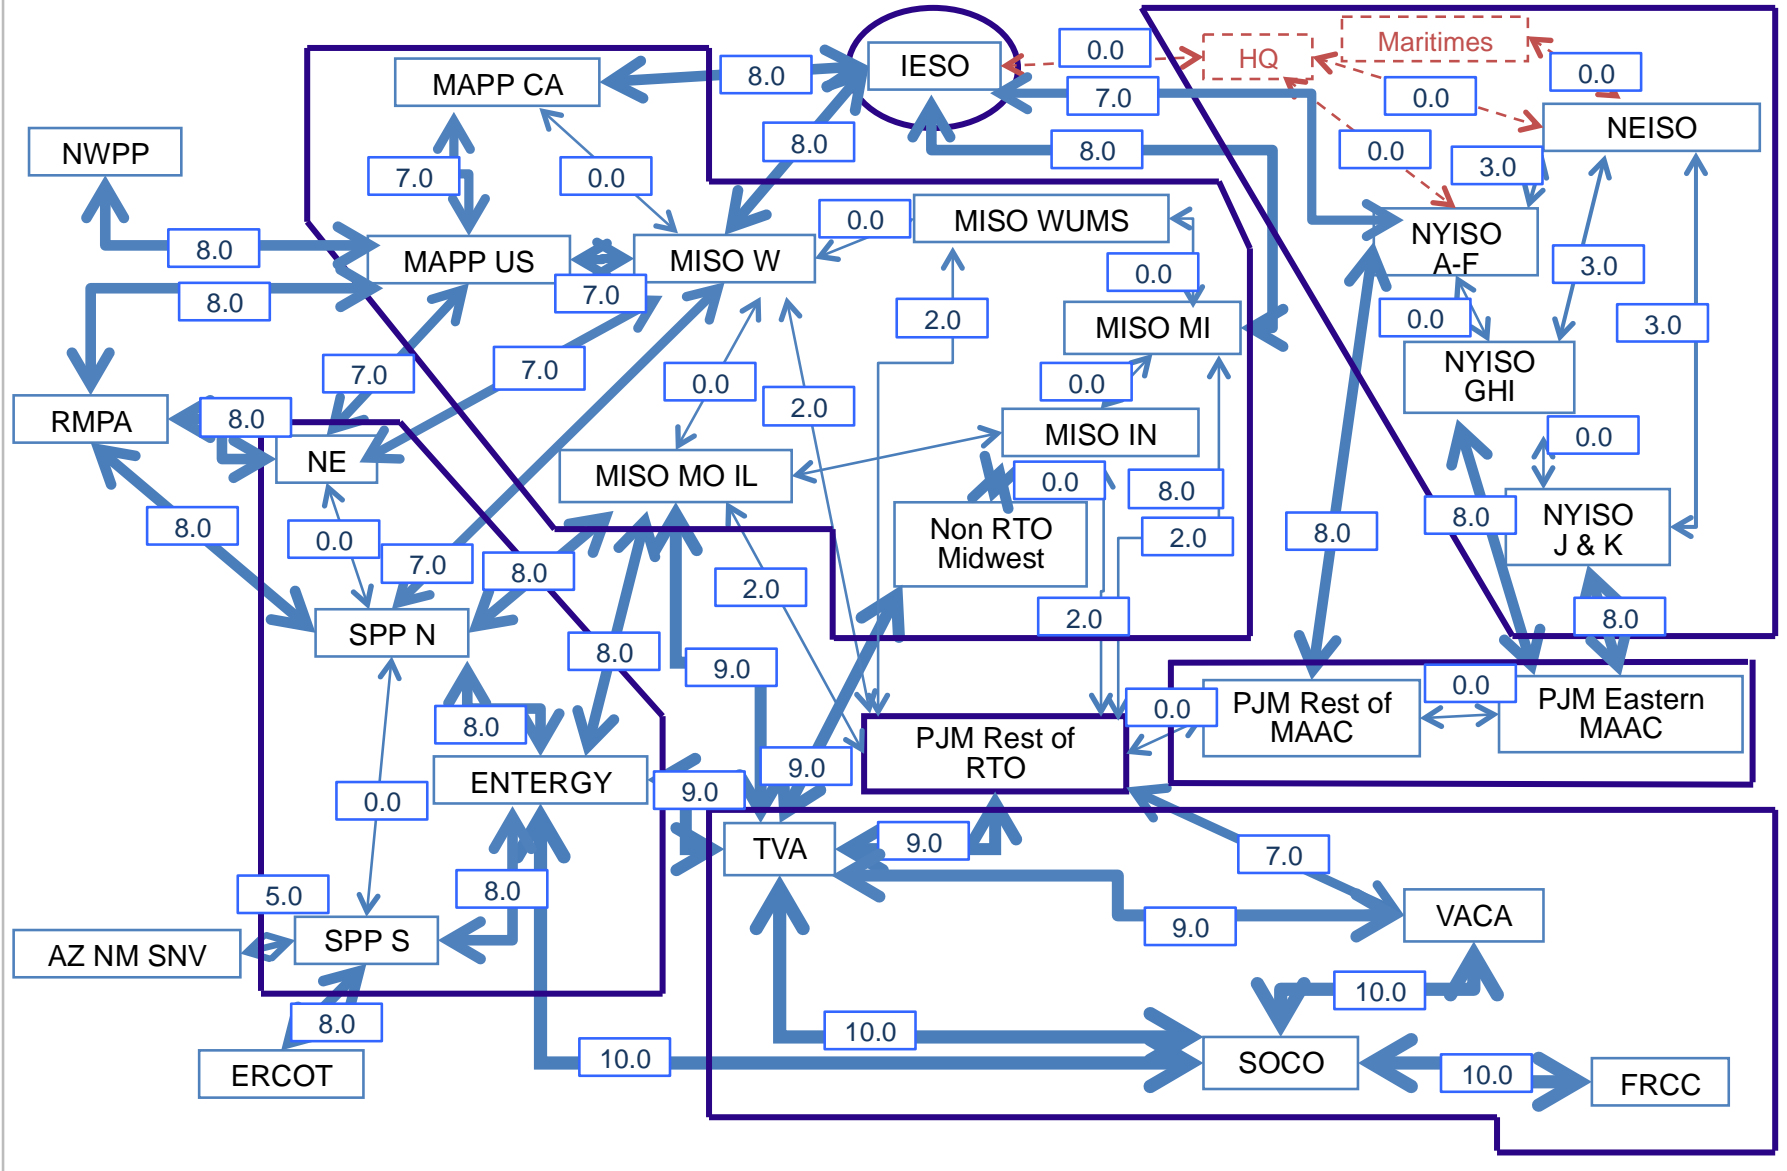 IESO
0.0
HQ
Maritimes
0.0
MAPP CA
8.0
7.0
0.0
NEISO
NWPP
7.0
0.0
8.0
8.0
0.0
3.0
MISO WUMS
0.0
NYISO
A-F
8.0
MAPP US
MISO W
7.0
0.0
3.0
8.0
2.0
MISO MI
0.0
3.0
7.0
7.0
0.0
2.0
0.0
NYISO
GHI
RMPA
8.0
MISO IN
0.0
NE
MISO MO IL
0.0
8.0
8.0
0.0
7.0
8.0
Non RTO
Midwest
2.0
8.0
8.0
NYISO
J & K
2.0
2.0
8.0
SPP N
8.0
9.0
0.0
PJM Rest of
MAAC
0.0
PJM Eastern
MAAC
8.0
PJM Rest of
RTO
ENTERGY
9.0
9.0
0.0
TVA
9.0
7.0
5.0
8.0
9.0
VACA
AZ NM SNV
SPP S
8.0
10.0
10.0
ERCOT
10.0
SOCO
10.0
FRCC